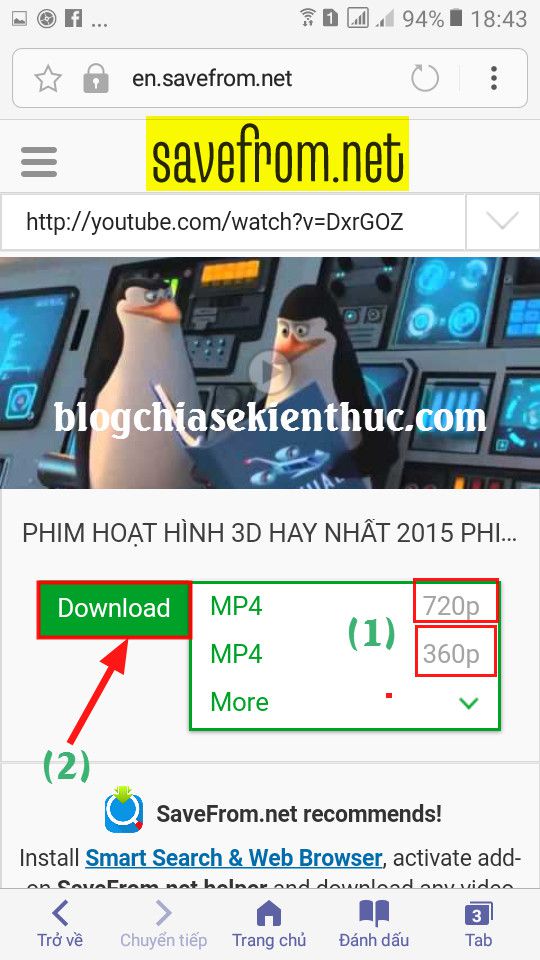 ... 1 94% 18:43
en.savefrom.net
savefrom.net
http://youtube.com/watch?v=DxrGOZ
blogchiasekienthuc.com
PHIM HOẠT HÌNH 3D HAY NHẤT 2015 PHI...
Download MP4 720p
(1)
MP4 360p
More
(2)
SaveFrom.net recommends!
Install Smart Search & Web Browser, activate add-
on SaveFrom.net helper and download any video
Trở về Chuyển tiếp Trang chủ Đánh dấu 3 Tab